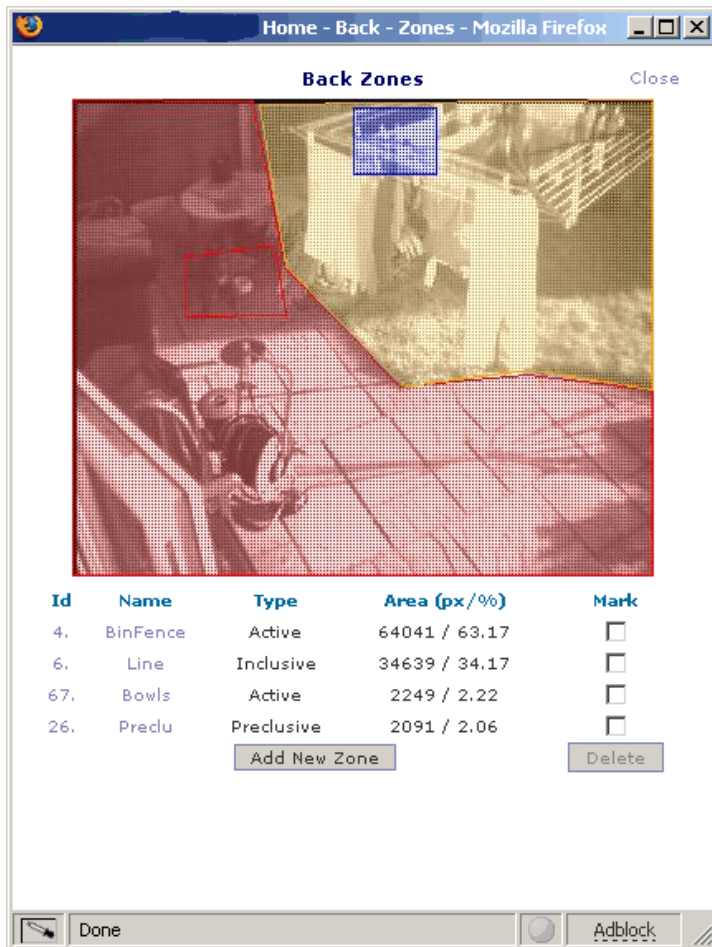 Home - Back - Zones - Mozilla Firefox
Back Zones Close
Id Name Type Area (px/%) Mark
4. BinFence Active 64041 / 63.17
6. Line Inclusive 34639 / 34.17
67. Bowls Active 2249 / 2.22
26. Preclu Preclusive 2091 / 2.06
Add New Zone Delete
Done Adblock